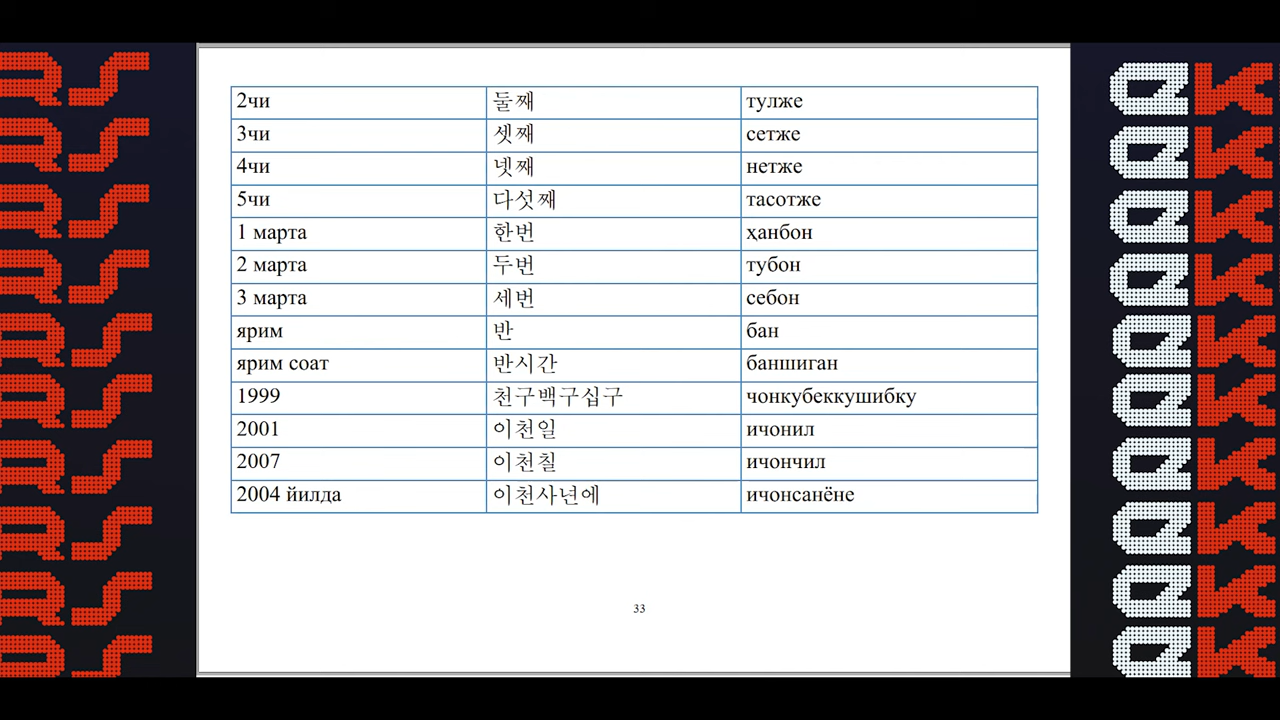 2чи 둘째 тулже
3чи 셋째 сетже
4чи 넷째 нетже
5чи 다섯째 тасотже
1 марта 한번 ҳанбон
2 марта 두번 тубон
3 марта 세번 себон
ярим 반 бан
ярим соат 반시간 баншиган
1999 천구백구십구 чонкубеккушибку
2001 이천일 ичонил
2007 이천칠 ичончил
2004 йилда 이천사년에 ичонсанёне
33